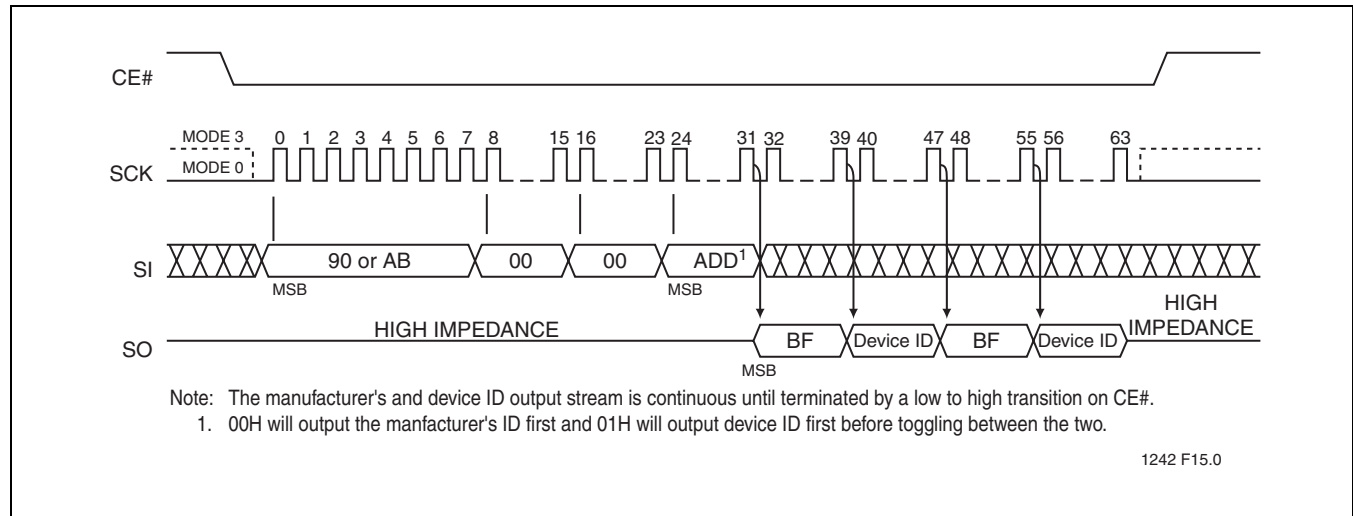 CE#
MODE 3 0 1 2 3 4 5 6 7 8 15 16 23 24 31 32 39 40 47 48 55 56 63
SCK MODE 0
SI 90 or AB 00 00 ADD1
MSB MSB
HIGH
SO HIGH IMPEDANCE BF Device ID BF Device ID IMPEDANCE
MSB
Note: The manufacturer's and device ID output stream is continuous until terminated by a low to high transition on CE#.
1. 00H will output the manfacturer's ID first and 01H will output device ID first before toggling between the two.
1242 F15.0